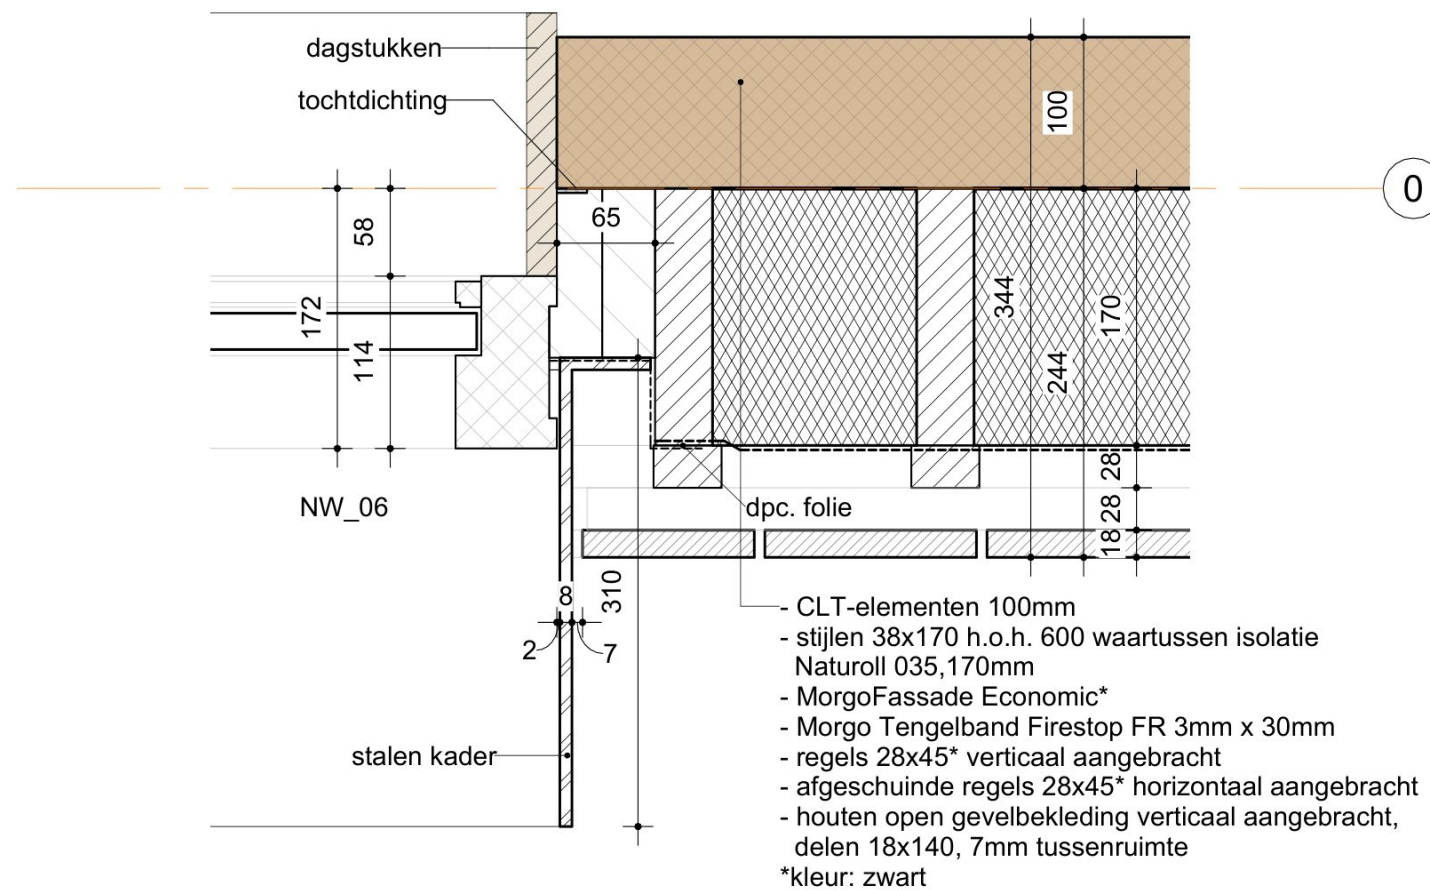 dagstukken
tochtdichting
100
0
65
58
172
114
344
170
244
28
28
18
NW_06
dpc. folie
8
310
2
7
stalen kader
- CLT-elementen 100mm
- stijlen 38x170 h.o.h. 600 waartussen isolatie
Naturoll 035,170mm
- MorgoFassade Economic*
- Morgo Tengelband Firestop FR 3mm x 30mm
- regels 28x45* verticaal aangebracht
- afgeschuinde regels 28x45* horizontaal aangebracht
- houten open gevelbekleding verticaal aangebracht,
delen 18x140, 7mm tussenruimte
*kleur: zwart